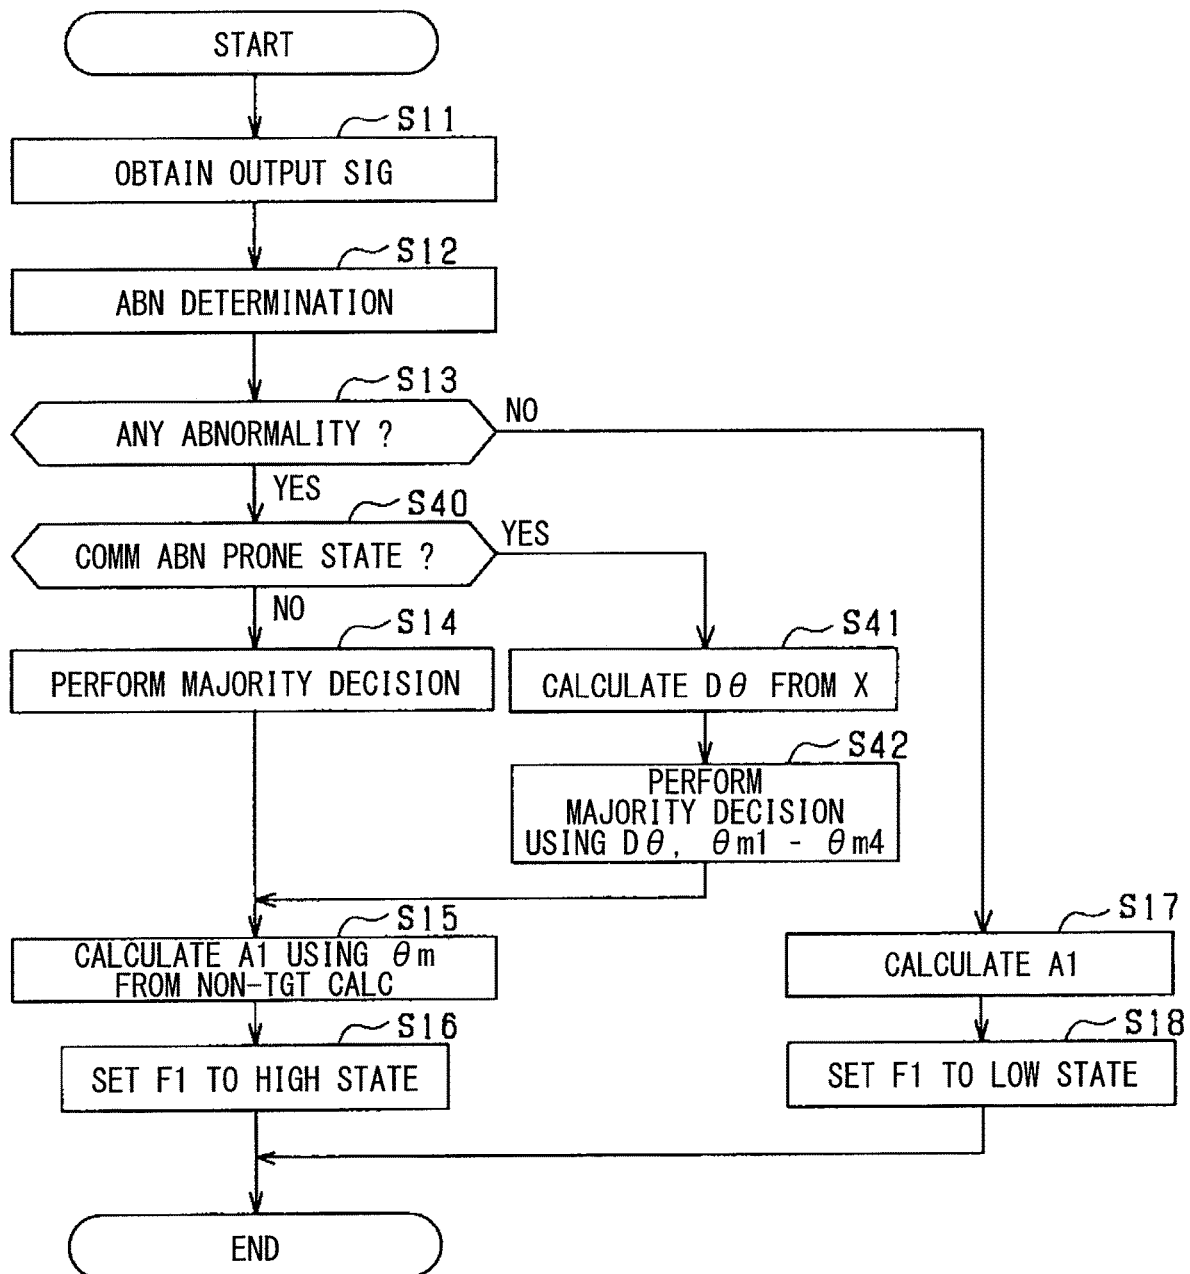 START
S11
OBTAIN OUTPUT SIG
S12
ABN DETERMINATION
S13
ANY ABNORMALITY ?
NO
YES
S40
COMM ABN PRONE STATE ?
YES
NO
S14
PERFORM MAJORITY DECISION
S41
CALCULATE Dθ FROM X
S42
PERFORM
MAJORITY DECISION
USING Dθ, θm1 - θm4
S15
CALCULATE A1 USING θm
FROM NON-TGT CALC
S17
CALCULATE A1
S16
SET F1 TO HIGH STATE
S18
SET F1 TO LOW STATE
END